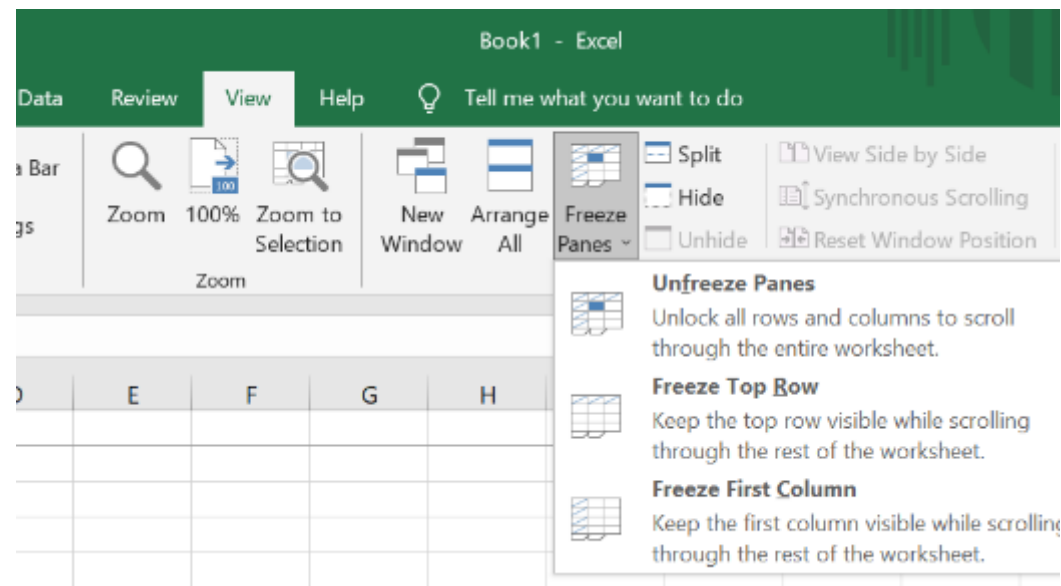 Book1 - Excel
Data Review View Help Tell me what you want to do
a Bar
gs
Zoom
100%
Zoom to
Selection
Zoom
New
Window
Arrange
All
Freeze
Panes
Split
Hide
Unhide
View Side by Side
Synchronous Scrolling
Reset Window Position
Unfreeze Panes
Unlock all rows and columns to scroll
through the entire worksheet.
Freeze Top Row
Keep the top row visible while scrolling
through the rest of the worksheet.
Freeze First Column
Keep the first column visible while scrolling
through the rest of the worksheet.
E F G H